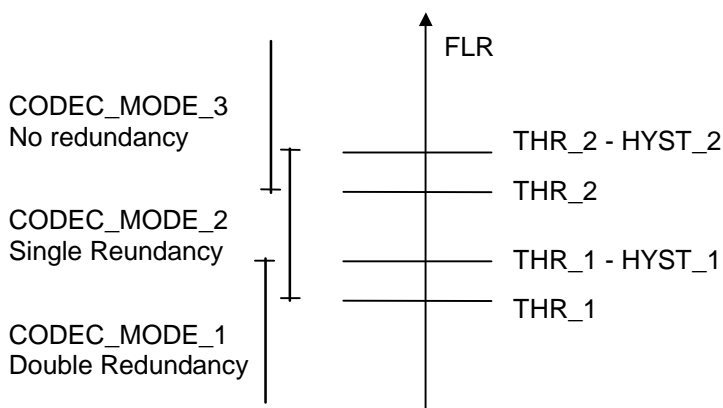 FLR
CODEC_MODE_3
No redundancy
THR_2 - HYST_2
THR_2
CODEC_MODE_2
Single Reundancy
THR_1 - HYST_1
THR_1
CODEC_MODE_1
Double Redundancy